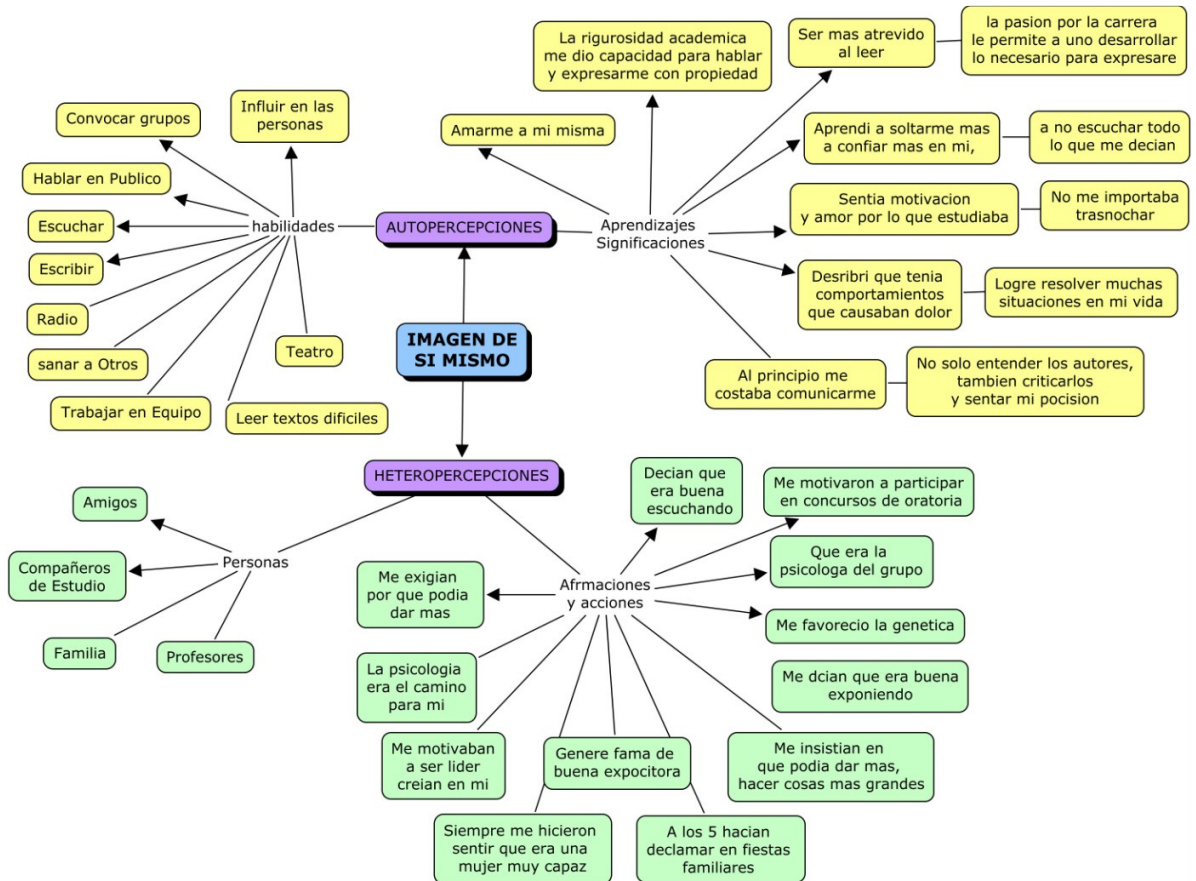 La rigurosidad academica
me dio capacidad para hablar
y expresarme con propiedad
Ser mas atrevido
al leer
la pasion por la carrera
le permite a uno desarrollar
lo necesario para expresare
Convocar grupos
Influir en las
personas
Amarme a mi misma
Aprendi a soltarme mas
a confiar mas en mi,
a no escuchar todo
lo que me decian
Hablar en Publico
Escuchar
habilidades
AUTOPERCEPCIONES
Aprendizajes
Significaciones
Sentia motivacion
y amor por lo que estudiaba
No me importaba
trasnochar
Escribir
Radio
sanar a Otros
Teatro
Trabajar en Equipo
Leer textos dificiles
IMAGEN DE
SI MISMO
Desribri que tenia
comportamientos
que causaban dolor
Logre resolver muchas
situaciones en mi vida
Al principio me
costaba comunicarme
No solo entender los autores,
tambien criticarlos
y sentar mi pocision
HETEROPERCEPCIONES
Amigos
Compañeros
de Estudio
Personas
Familia
Profesores
Decian que
era buena
escuchando
Me motivaron a participar
en concursos de oratoria
Que era la
psicologa del grupo
Me exigian
por que podia
dar mas
Afrmaciones
y acciones
Me favorecio la genetica
La psicologia
era el camino
para mi
Me dcian que era buena
exponiendo
Me motivaban
a ser lider
creian en mi
Genere fama de
buena expocitora
Me insistian en
que podia dar mas,
hacer cosas mas grandes
Siempre me hicieron
sentir que era una
mujer muy capaz
A los 5 hacian
declamar en fiestas
familiares